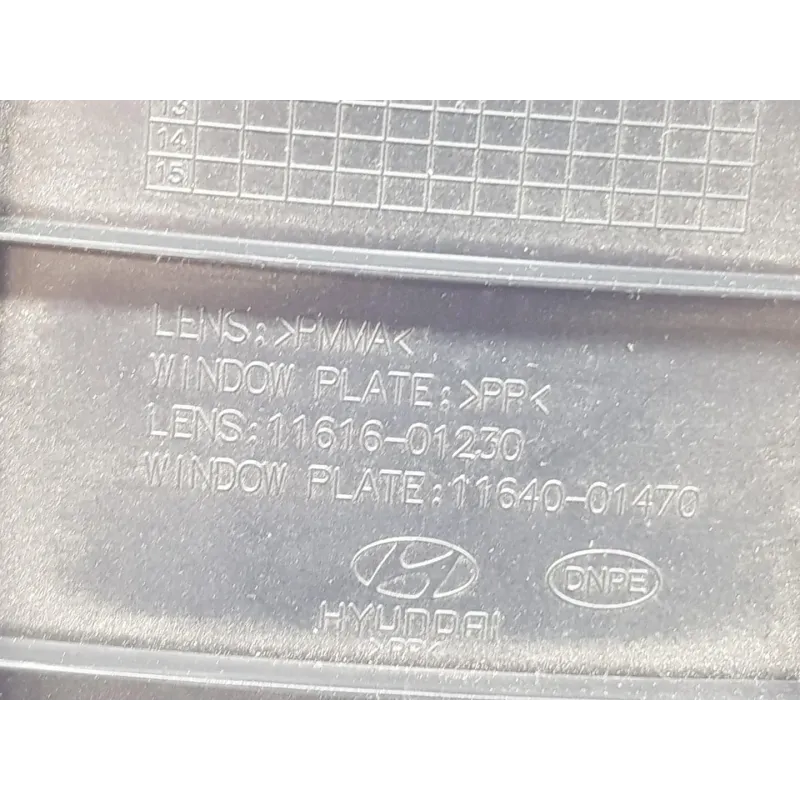 13
14
15
LENS:>PMMA<
WINDOW PLATE:>PP<
LENS:11616-01230
WINDOW PLATE:11640-01470
DNPE
HYUNDAI
>PP<